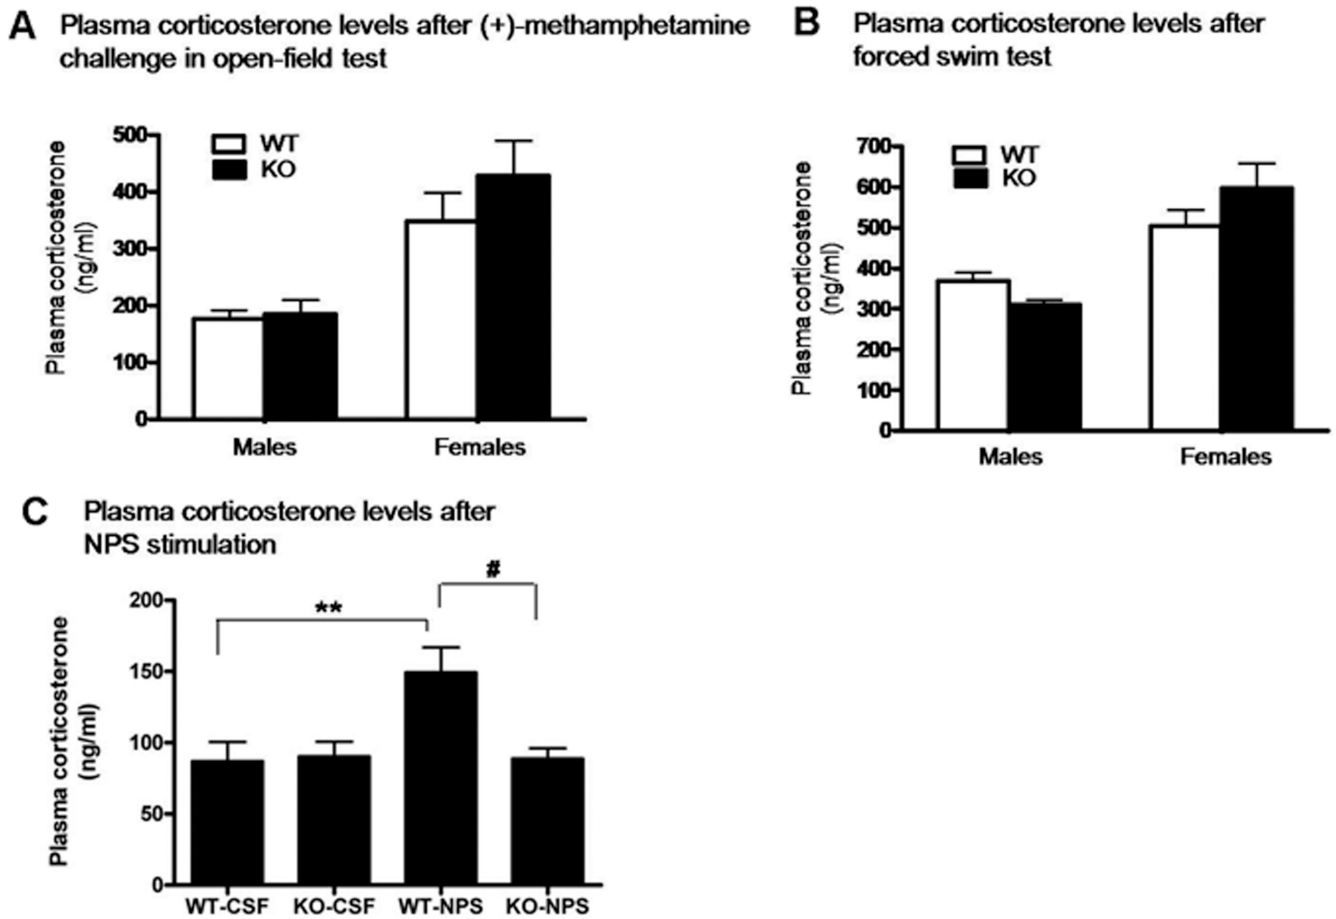 A Plasma corticosterone levels after (+)-methamphetamine
challenge in open-field test
Plasma corticosterone
(ng/ml)
500
400
300
200
100
0
WT
KO
Males Females
B Plasma corticosterone levels after
forced swim test
Plasma corticosterone
(ng/ml)
700
600
500
400
300
200
100
0
WT
KO
Males Females
C Plasma corticosterone levels after
NPS stimulation
Plasma corticosterone
(ng/ml)
200
150
100
50
0
**
#
WT-CSF KO-CSF WT-NPS KO-NPS